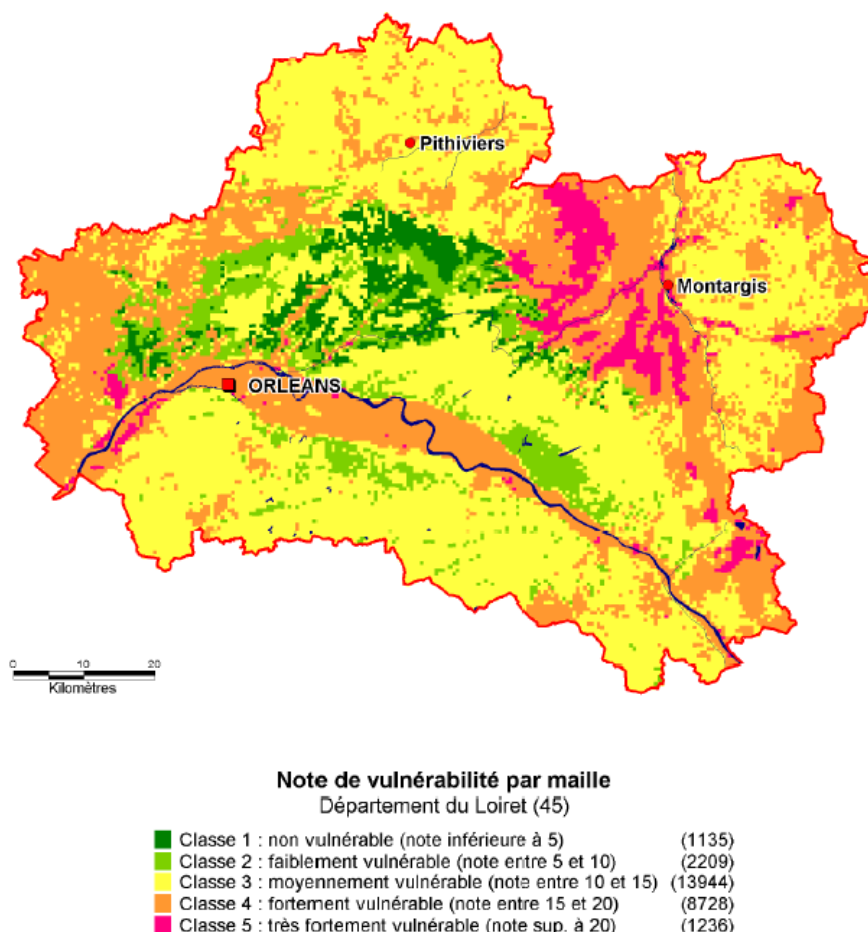 Pithiviers
Montargis
ORLEANS
0 10 20
Kilomètres
Note de vulnérabilité par maille
Département du Loiret (45)
Classe 1 : non vulnérable (note inférieure à 5) (1135)
Classe 2 : faiblement vulnérable (note entre 5 et 10) (2209)
Classe 3 : moyennement vulnérable (note entre 10 et 15) (13944)
Classe 4 : fortement vulnérable (note entre 15 et 20) (8728)
Classe 5 : très fortement vulnérable (note sup. à 20) (1236)